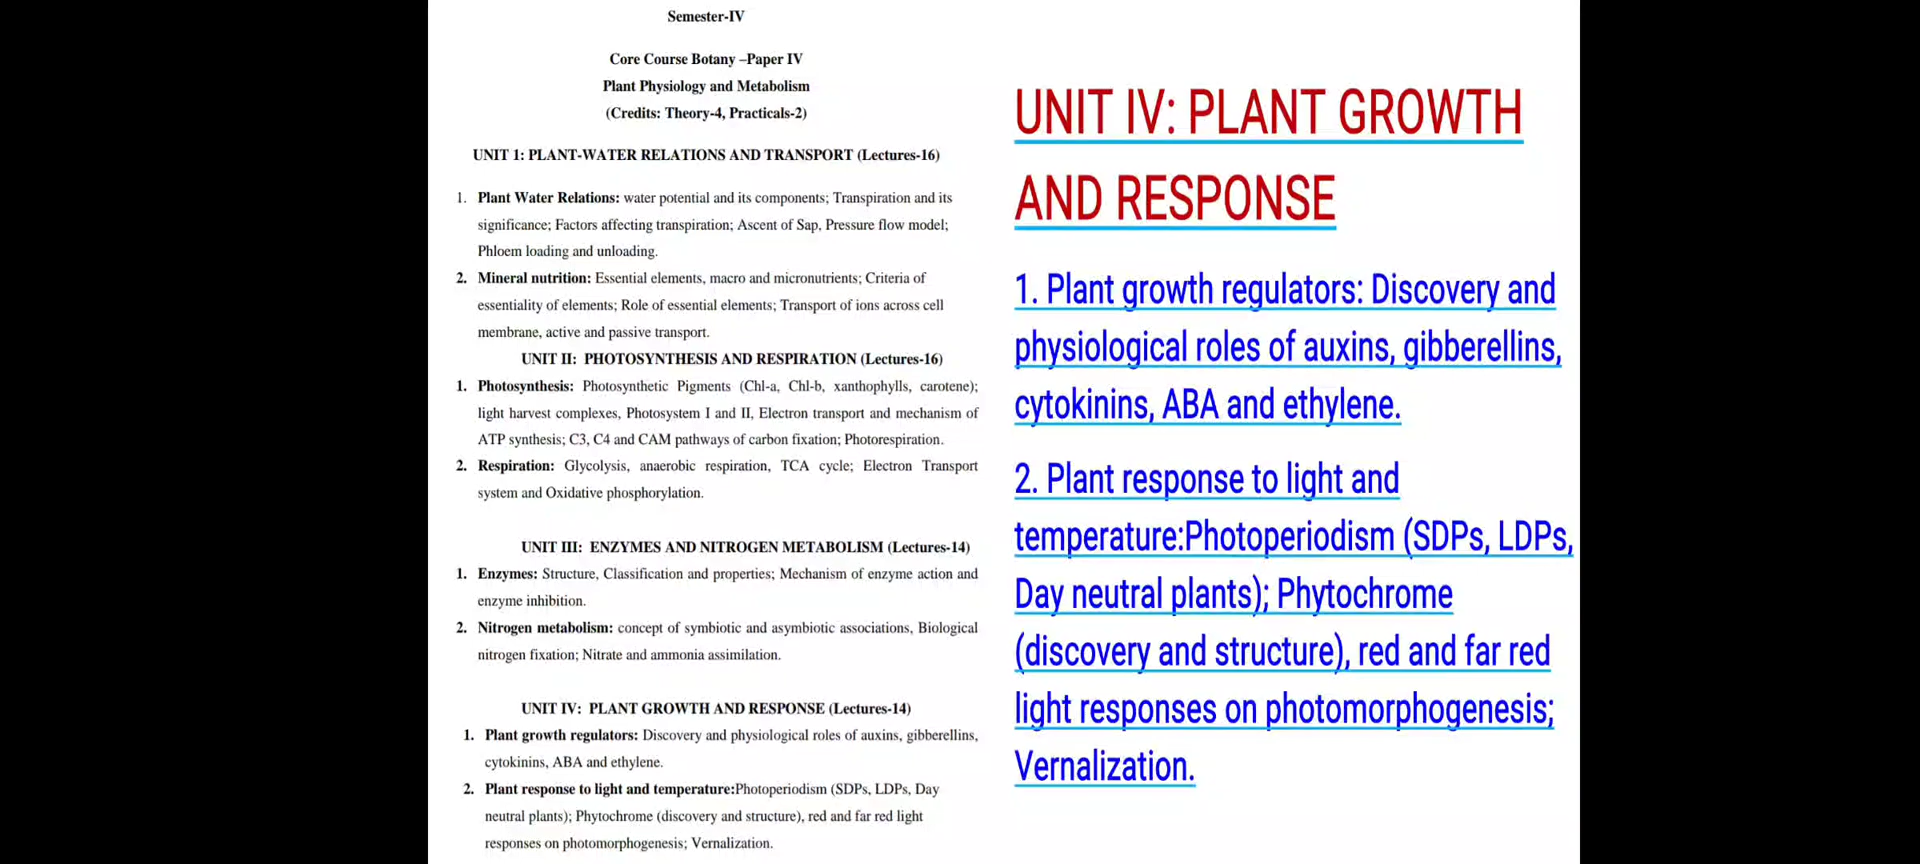 Semester-IV
Core Course Botany –Paper IV
Plant Physiology and Metabolism
(Credits: Theory-4, Practicals-2)
UNIT 1: PLANT-WATER RELATIONS AND TRANSPORT (Lectures-16)
1. Plant Water Relations: water potential and its components; Transpiration and its
significance; Factors affecting transpiration; Ascent of Sap, Pressure flow model;
Phloem loading and unloading.
2. Mineral nutrition: Essential elements, macro and micronutrients; Criteria of
essentiality of elements; Role of essential elements; Transport of ions across cell
membrane, active and passive transport.
UNIT II: PHOTOSYNTHESIS AND RESPIRATION (Lectures-16)
1. Photosynthesis: Photosynthetic Pigments (Chl-a, Chl-b, xanthophylls, carotene);
light harvest complexes, Photosystem I and II, Electron transport and mechanism of
ATP synthesis; C3, C4 and CAM pathways of carbon fixation; Photorespiration.
2. Respiration: Glycolysis, anaerobic respiration, TCA cycle; Electron Transport
system and Oxidative phosphorylation.
UNIT III: ENZYMES AND NITROGEN METABOLISM (Lectures-14)
1. Enzymes: Structure, Classification and properties; Mechanism of enzyme action and
enzyme inhibition.
2. Nitrogen metabolism: concept of symbiotic and asymbiotic associations, Biological
nitrogen fixation; Nitrate and ammonia assimilation.
UNIT IV: PLANT GROWTH AND RESPONSE (Lectures-14)
1. Plant growth regulators: Discovery and physiological roles of auxins, gibberellins,
cytokinins, ABA and ethylene.
2. Plant response to light and temperature:Photoperiodism (SDPs, LDPs, Day
neutral plants); Phytochrome (discovery and structure), red and far red light
responses on photomorphogenesis; Vernalization.
UNIT IV: PLANT GROWTH
AND RESPONSE
1. Plant growth regulators: Discovery and
physiological roles of auxins, gibberellins,
cytokinins, ABA and ethylene.
2. Plant response to light and
temperature:Photoperiodism (SDPs, LDPs,
Day neutral plants); Phytochrome
(discovery and structure), red and far red
light responses on photomorphogenesis;
Vernalization.